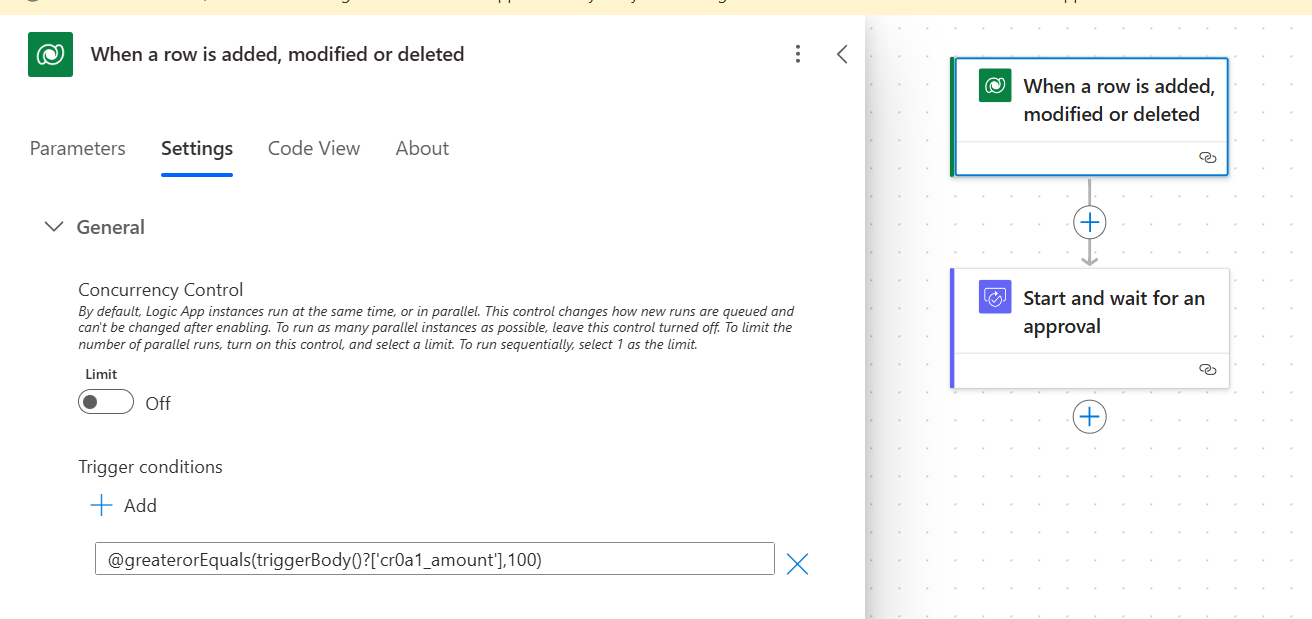 When a row is added, modified or deleted
Parameters
Settings
Code View
About
General
Concurrency Control
By default, Logic App instances run at the same time, or in parallel. This control changes how new runs are queued and
can't be changed after enabling. To run as many parallel instances as possible, leave this control turned off. To limit the
number of parallel runs, turn on this control, and select a limit. To run sequentially, select 1 as the limit.
Limit
Off
Trigger conditions
Add
@greaterorEquals(triggerBody()?['cr0a1_amount'],100)
When a row is added,
modified or deleted
Start and wait for an
approval